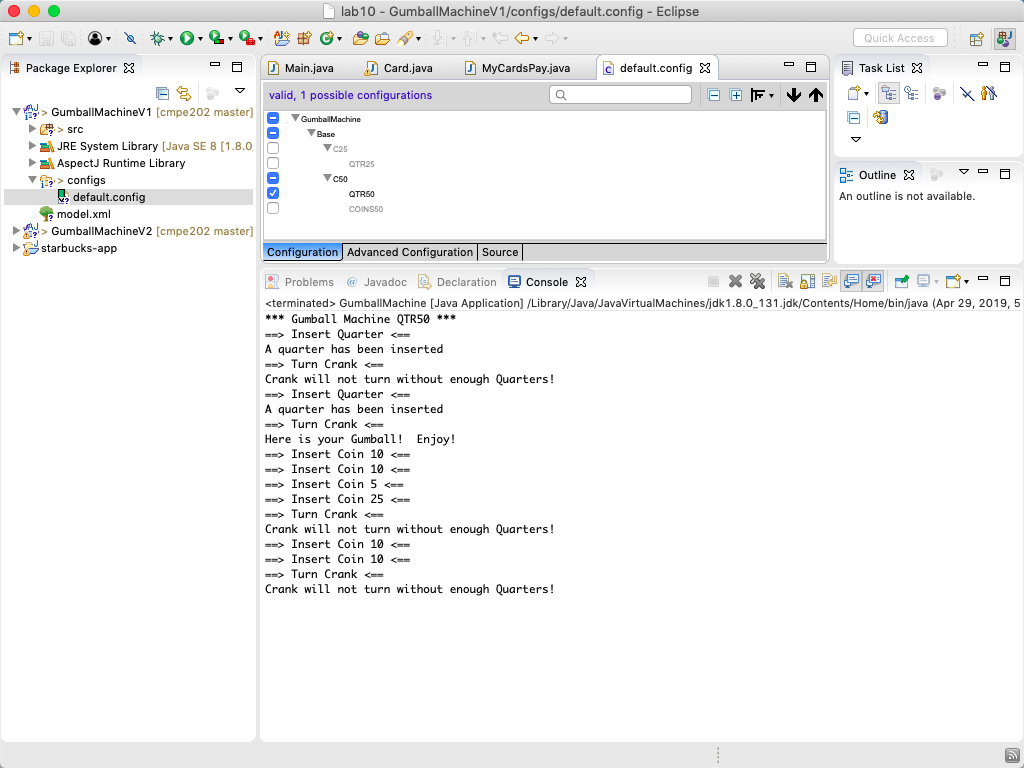 lab10 - GumballMachineV1/configs/default.config - Eclipse
Quick Access
Package Explorer
> GumballMachineV1 [cmpe202 master]
> src
JRE System Library [Java SE 8 [1.8.0_
AspectJ Runtime Library
> configs
default.config
model.xml
> GumballMachineV2 [cmpe202 master]
starbucks-app
Main.java
Card.java
MyCardsPay.java
default.config
valid, 1 possible configurations
GumballMachine
Base
C25
QTR25
C50
QTR50
COINS50
Configuration
Advanced Configuration
Source
Task List
Outline
An outline is not available.
Problems
@ Javadoc
Declaration
Console
<terminated> GumballMachine [Java Application] /Library/Java/JavaVirtualMachines/jdk1.8.0_131.jdk/Contents/Home/bin/java (Apr 29, 2019, 5
*** Gumball Machine QTR50 ***
==> Insert Quarter <==
A quarter has been inserted
==> Turn Crank <==
Crank will not turn without enough Quarters!
==> Insert Quarter <==
A quarter has been inserted
==> Turn Crank <==
Here is your Gumball!  Enjoy!
==> Insert Coin 10 <==
==> Insert Coin 10 <==
==> Insert Coin 5 <==
==> Insert Coin 25 <==
==> Turn Crank <==
Crank will not turn without enough Quarters!
==> Insert Coin 10 <==
==> Insert Coin 10 <==
==> Turn Crank <==
Crank will not turn without enough Quarters!